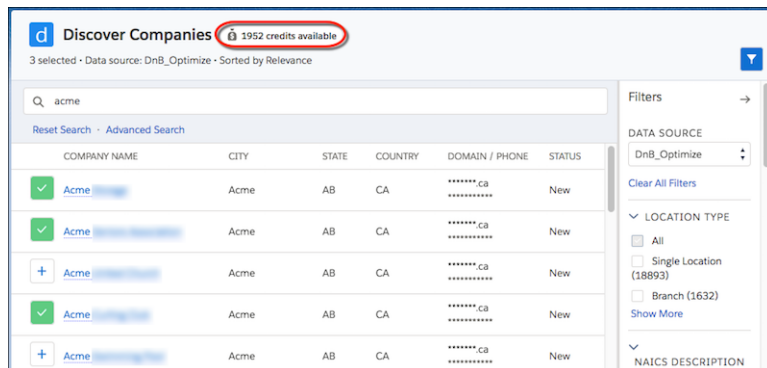 d Discover Companies 1952 credits available
3 selected • Data source: DnB_Optimize • Sorted by Relevance
acme
Reset Search • Advanced Search
COMPANY NAME CITY STATE COUNTRY DOMAIN / PHONE STATUS
Acme Acme AB CA *******.ca *********** New
Acme Acme AB CA *******.ca *********** New
Acme Acme AB CA *******.ca *********** New
Acme Acme AB CA *******.ca *********** New
Acme Acme AB CA *******.ca *********** New
Filters
DATA SOURCE
DnB_Optimize
Clear All Filters
LOCATION TYPE
All
Single Location
(18893)
Branch (1632)
Show More
NAICS DESCRIPTION